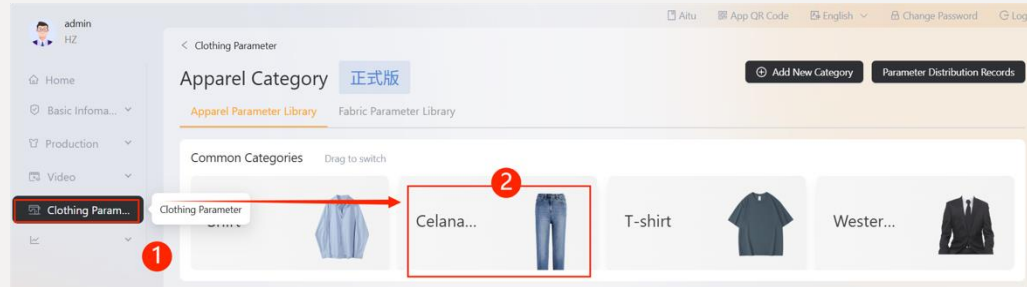 admin
HZ
Aitu
App QR Code
English
Change Password
Log
Clothing Parameter
Home
Apparel Category
正式版
Add New Category
Parameter Distribution Records
Basic Informa...
Apparel Parameter Library
Fabric Parameter Library
Production
Common Categories
Drag to switch
Video
2
Clothing Param...
Clothing Parameter
Celana...
T-shirt
Wester...
1